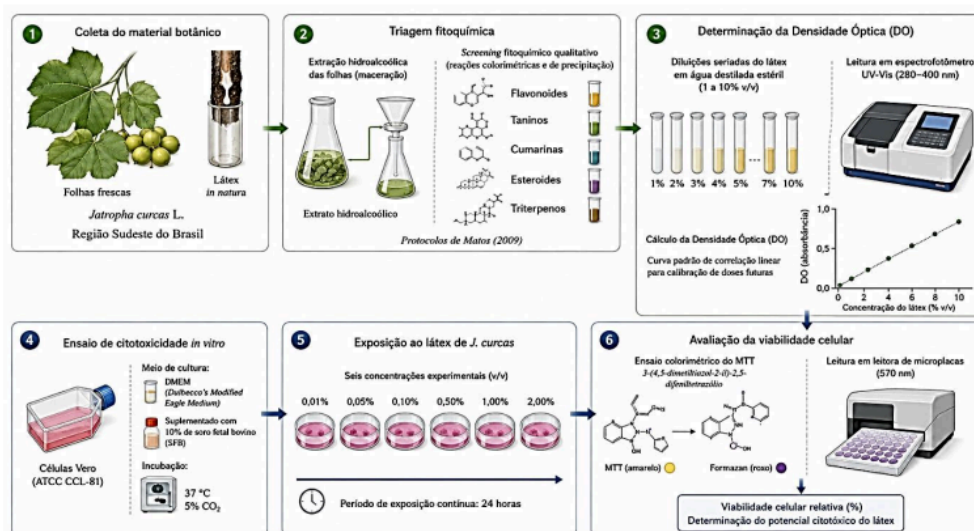 1
Coleta do material botânico
Folhas frescas
Látex
in natura
Jatropha curcas L.
Região Sudeste do Brasil
2
Triagem fitoquímica
Extração hidroalcoólica
das folhas (maceração)
Extrato hidroalcoólico
Screening fitoquímico qualitativo
(reações colorimétricas e de precipitação)
Flavonoides
Taninos
Cumarinas
Esteroides
Triterpenos
Protocolos de Matos (2009)
3
Determinação da Densidade Óptica (DO)
Diluições seriadas do látex
em água destilada estéril
(1 a 10% v/v)
1% 2% 3% 4% 5% ... 7% 10%
Leitura em espectrofotômetro
UV-Vis (280–400 nm)
Cálculo da Densidade Óptica (DO)
Curva padrão de correlação linear
para calibração de doses futuras
DO (absorbância)
1,0
0,5
0,0
0 2 4 6 8 10
Concentração do látex (% v/v)
4
Ensaio de citotoxicidade in vitro
Células Vero
(ATCC CCL-81)
Meio de cultura:
DMEM
(Dulbecco's Modified
Eagle Medium)
Suplementado com
10% de soro fetal bovino
(SFB)
Incubação:
37 °C
5% CO₂
5
Exposição ao látex de J. curcas
Seis concentrações experimentais (v/v)
0,01% 0,05% 0,10% 0,50% 1,00% 2,00%
Período de exposição contínua: 24 horas
6
Avaliação da viabilidade celular
Ensaio colorimétrico do MTT
3-(4,5-dimetiltiazol-2-il)-2,5-
difeniltetrazólio
MTT (amarelo)
Formazan (roxo)
Leitura em leitora de microplacas
(570 nm)
Viabilidade celular relativa (%)
Determinação do potencial citotóxico do látex